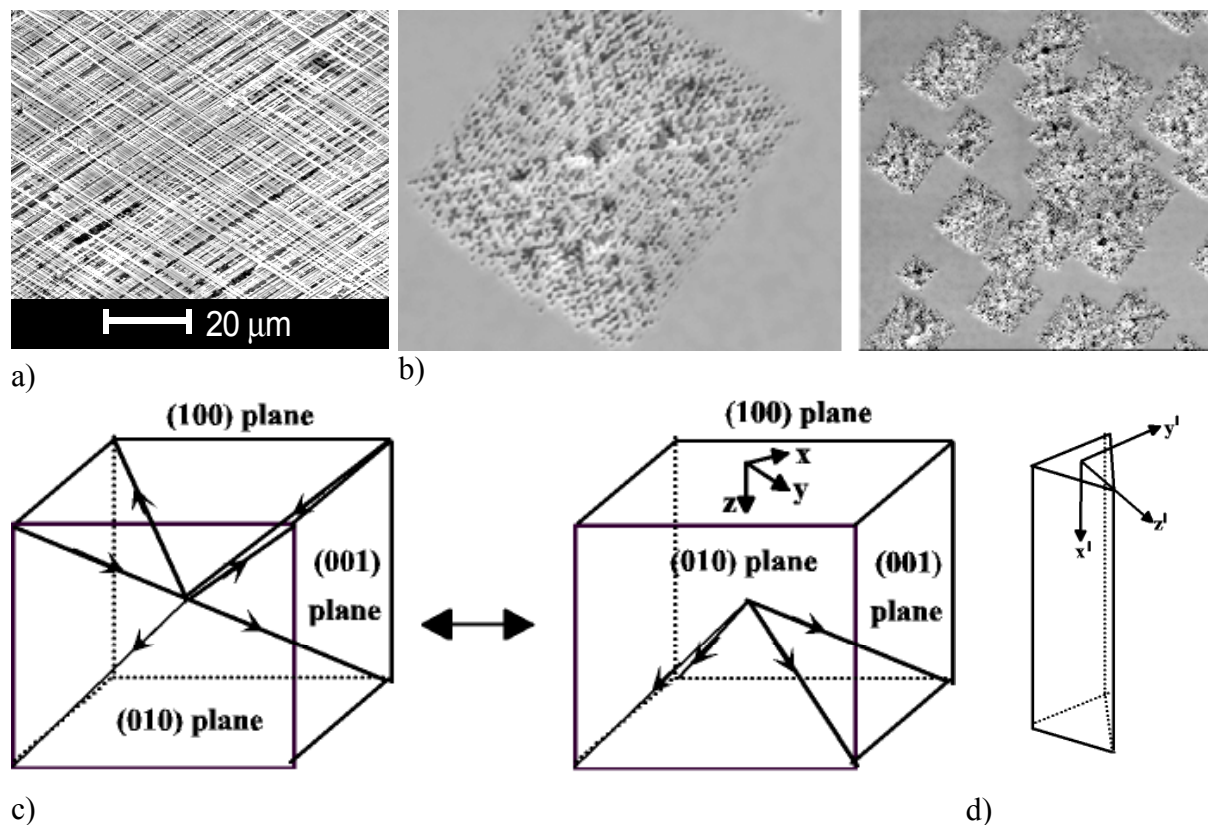 20 μm
a)
b)
(100) plane
(001)
plane
(010) plane
(100) plane
x
y
z
(010) plane
(001)
plane
y'
z'
x'
c)
d)